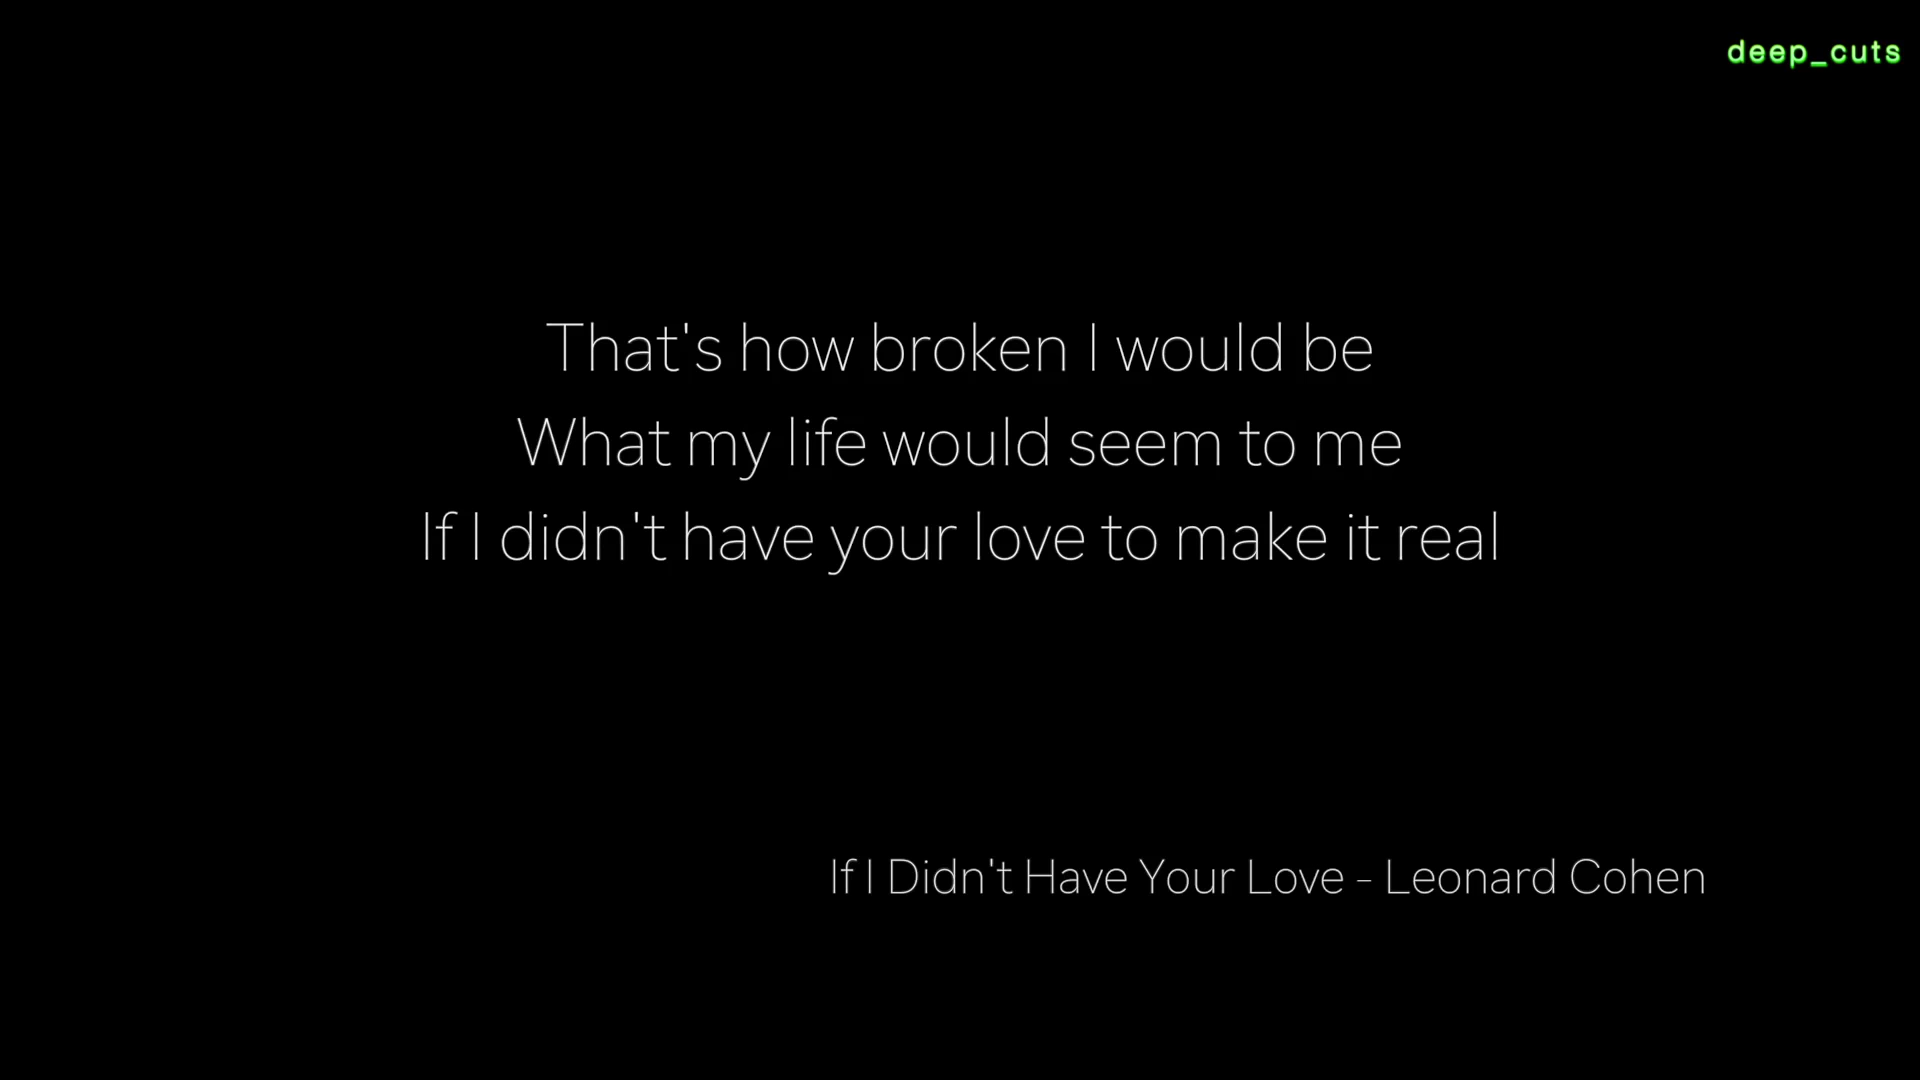 deep_cuts
That's how broken I would be
What my life would seem to me
If I didn't have your love to make it real
If I Didn't Have Your Love - Leonard Cohen